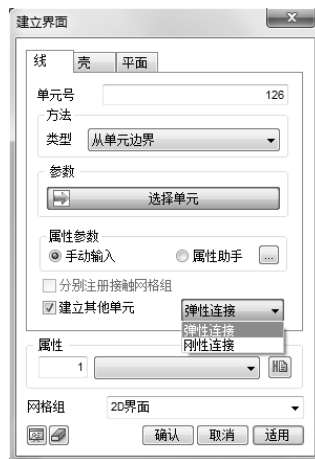 建立界面
线 壳 平面
单元号 126
方法
类型 从单元边界
参数
选择单元
属性参数
手动输入 属性助手 ...
分别注册接触网格组
建立其他单元 弹性连接
弹性连接
刚性连接
属性
1
网格组 2D界面
确认 取消 适用